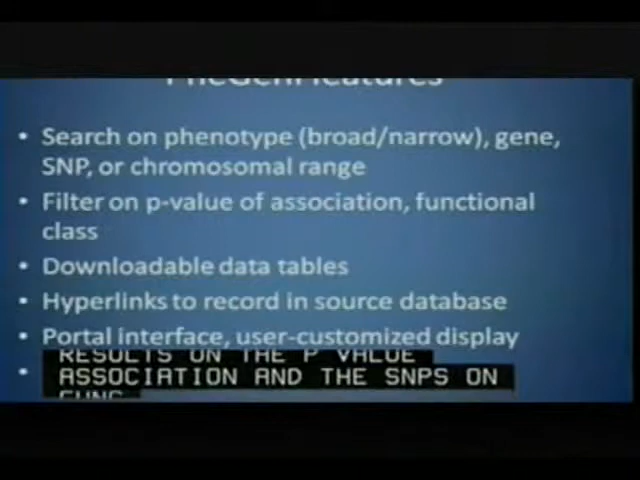 PheGenI features
• Search on phenotype (broad/narrow), gene,
SNP, or chromosomal range
• Filter on p-value of association, functional
class
• Downloadable data tables
• Hyperlinks to record in source database
• Portal interface, user-customized display
•
RESULTS ON THE P VALUE
ASSOCIATION AND THE SNPS ON